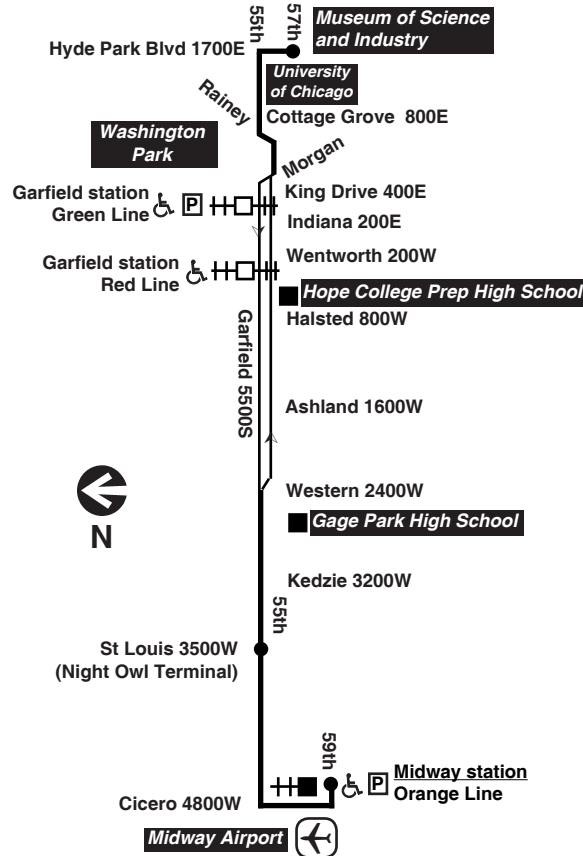 55th
57th
Museum of Science
and Industry
Hyde Park Blvd 1700E
University
of Chicago
Rainey
Cottage Grove 800E
Washington
Park
Morgan
Garfield station
Green Line
P
King Drive 400E
Indiana 200E
Garfield station
Red Line
Wentworth 200W
Hope College Prep High School
Halsted 800W
Garfield 5500S
Ashland 1600W
N
Western 2400W
Gage Park High School
Kedzie 3200W
55th
St Louis 3500W
(Night Owl Terminal)
59th
P
Midway station
Orange Line
Cicero 4800W
Midway Airport